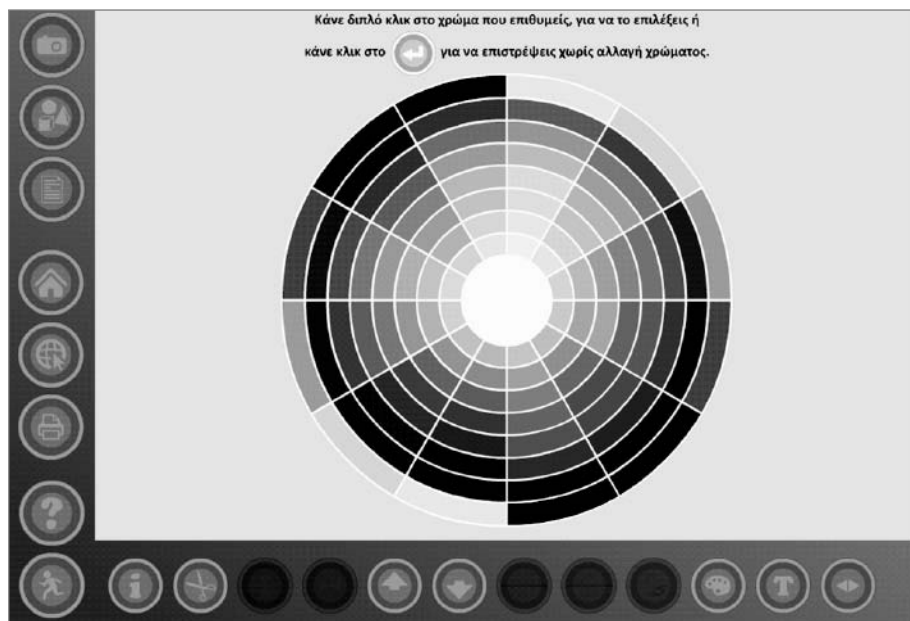 Κάνε διπλό κλικ στο χρώμα που επιθυμείς, για να το επιλέξεις ή
κάνε κλικ στο για να επιστρέψεις χωρίς αλλαγή χρώματος.